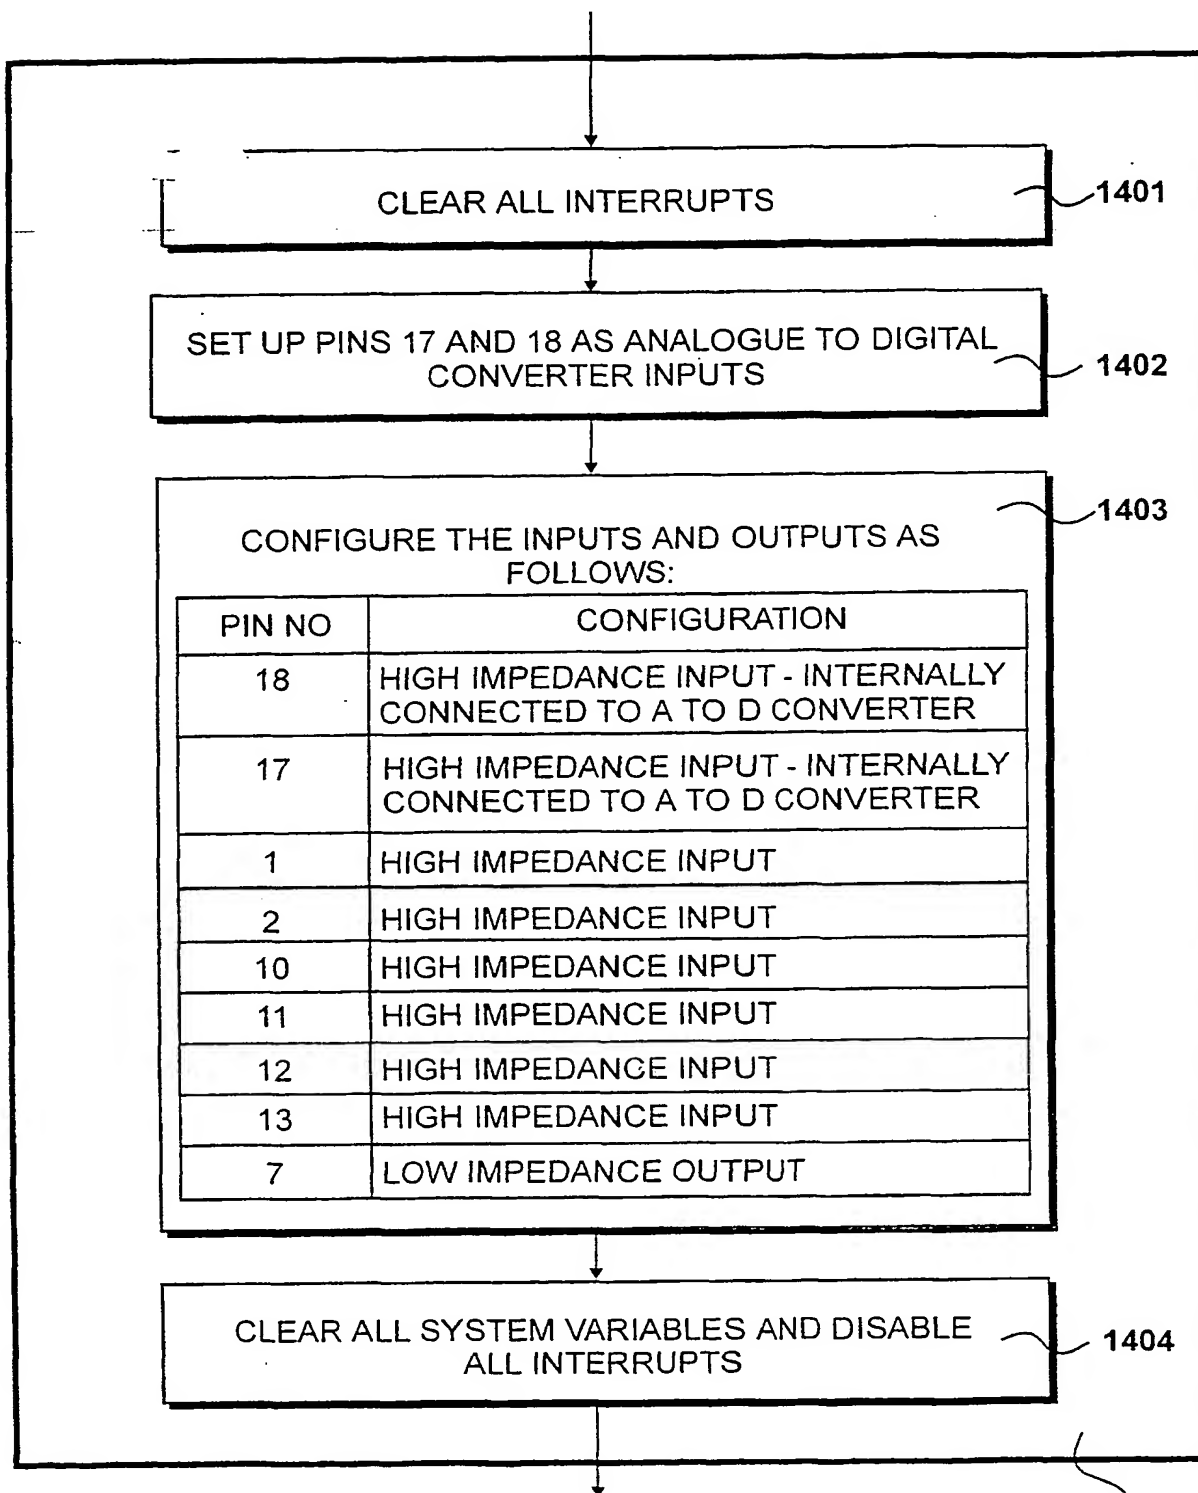 CLEAR ALL INTERRUPTS
1401
SET UP PINS 17 AND 18 AS ANALOGUE TO DIGITAL
CONVERTER INPUTS
1402
1403
CONFIGURE THE INPUTS AND OUTPUTS AS
FOLLOWS:
PIN NO CONFIGURATION
18 HIGH IMPEDANCE INPUT - INTERNALLY
CONNECTED TO A TO D CONVERTER
17 HIGH IMPEDANCE INPUT - INTERNALLY
CONNECTED TO A TO D CONVERTER
1 HIGH IMPEDANCE INPUT
2 HIGH IMPEDANCE INPUT
10 HIGH IMPEDANCE INPUT
11 HIGH IMPEDANCE INPUT
12 HIGH IMPEDANCE INPUT
13 HIGH IMPEDANCE INPUT
7 LOW IMPEDANCE OUTPUT
CLEAR ALL SYSTEM VARIABLES AND DISABLE
ALL INTERRUPTS
1404